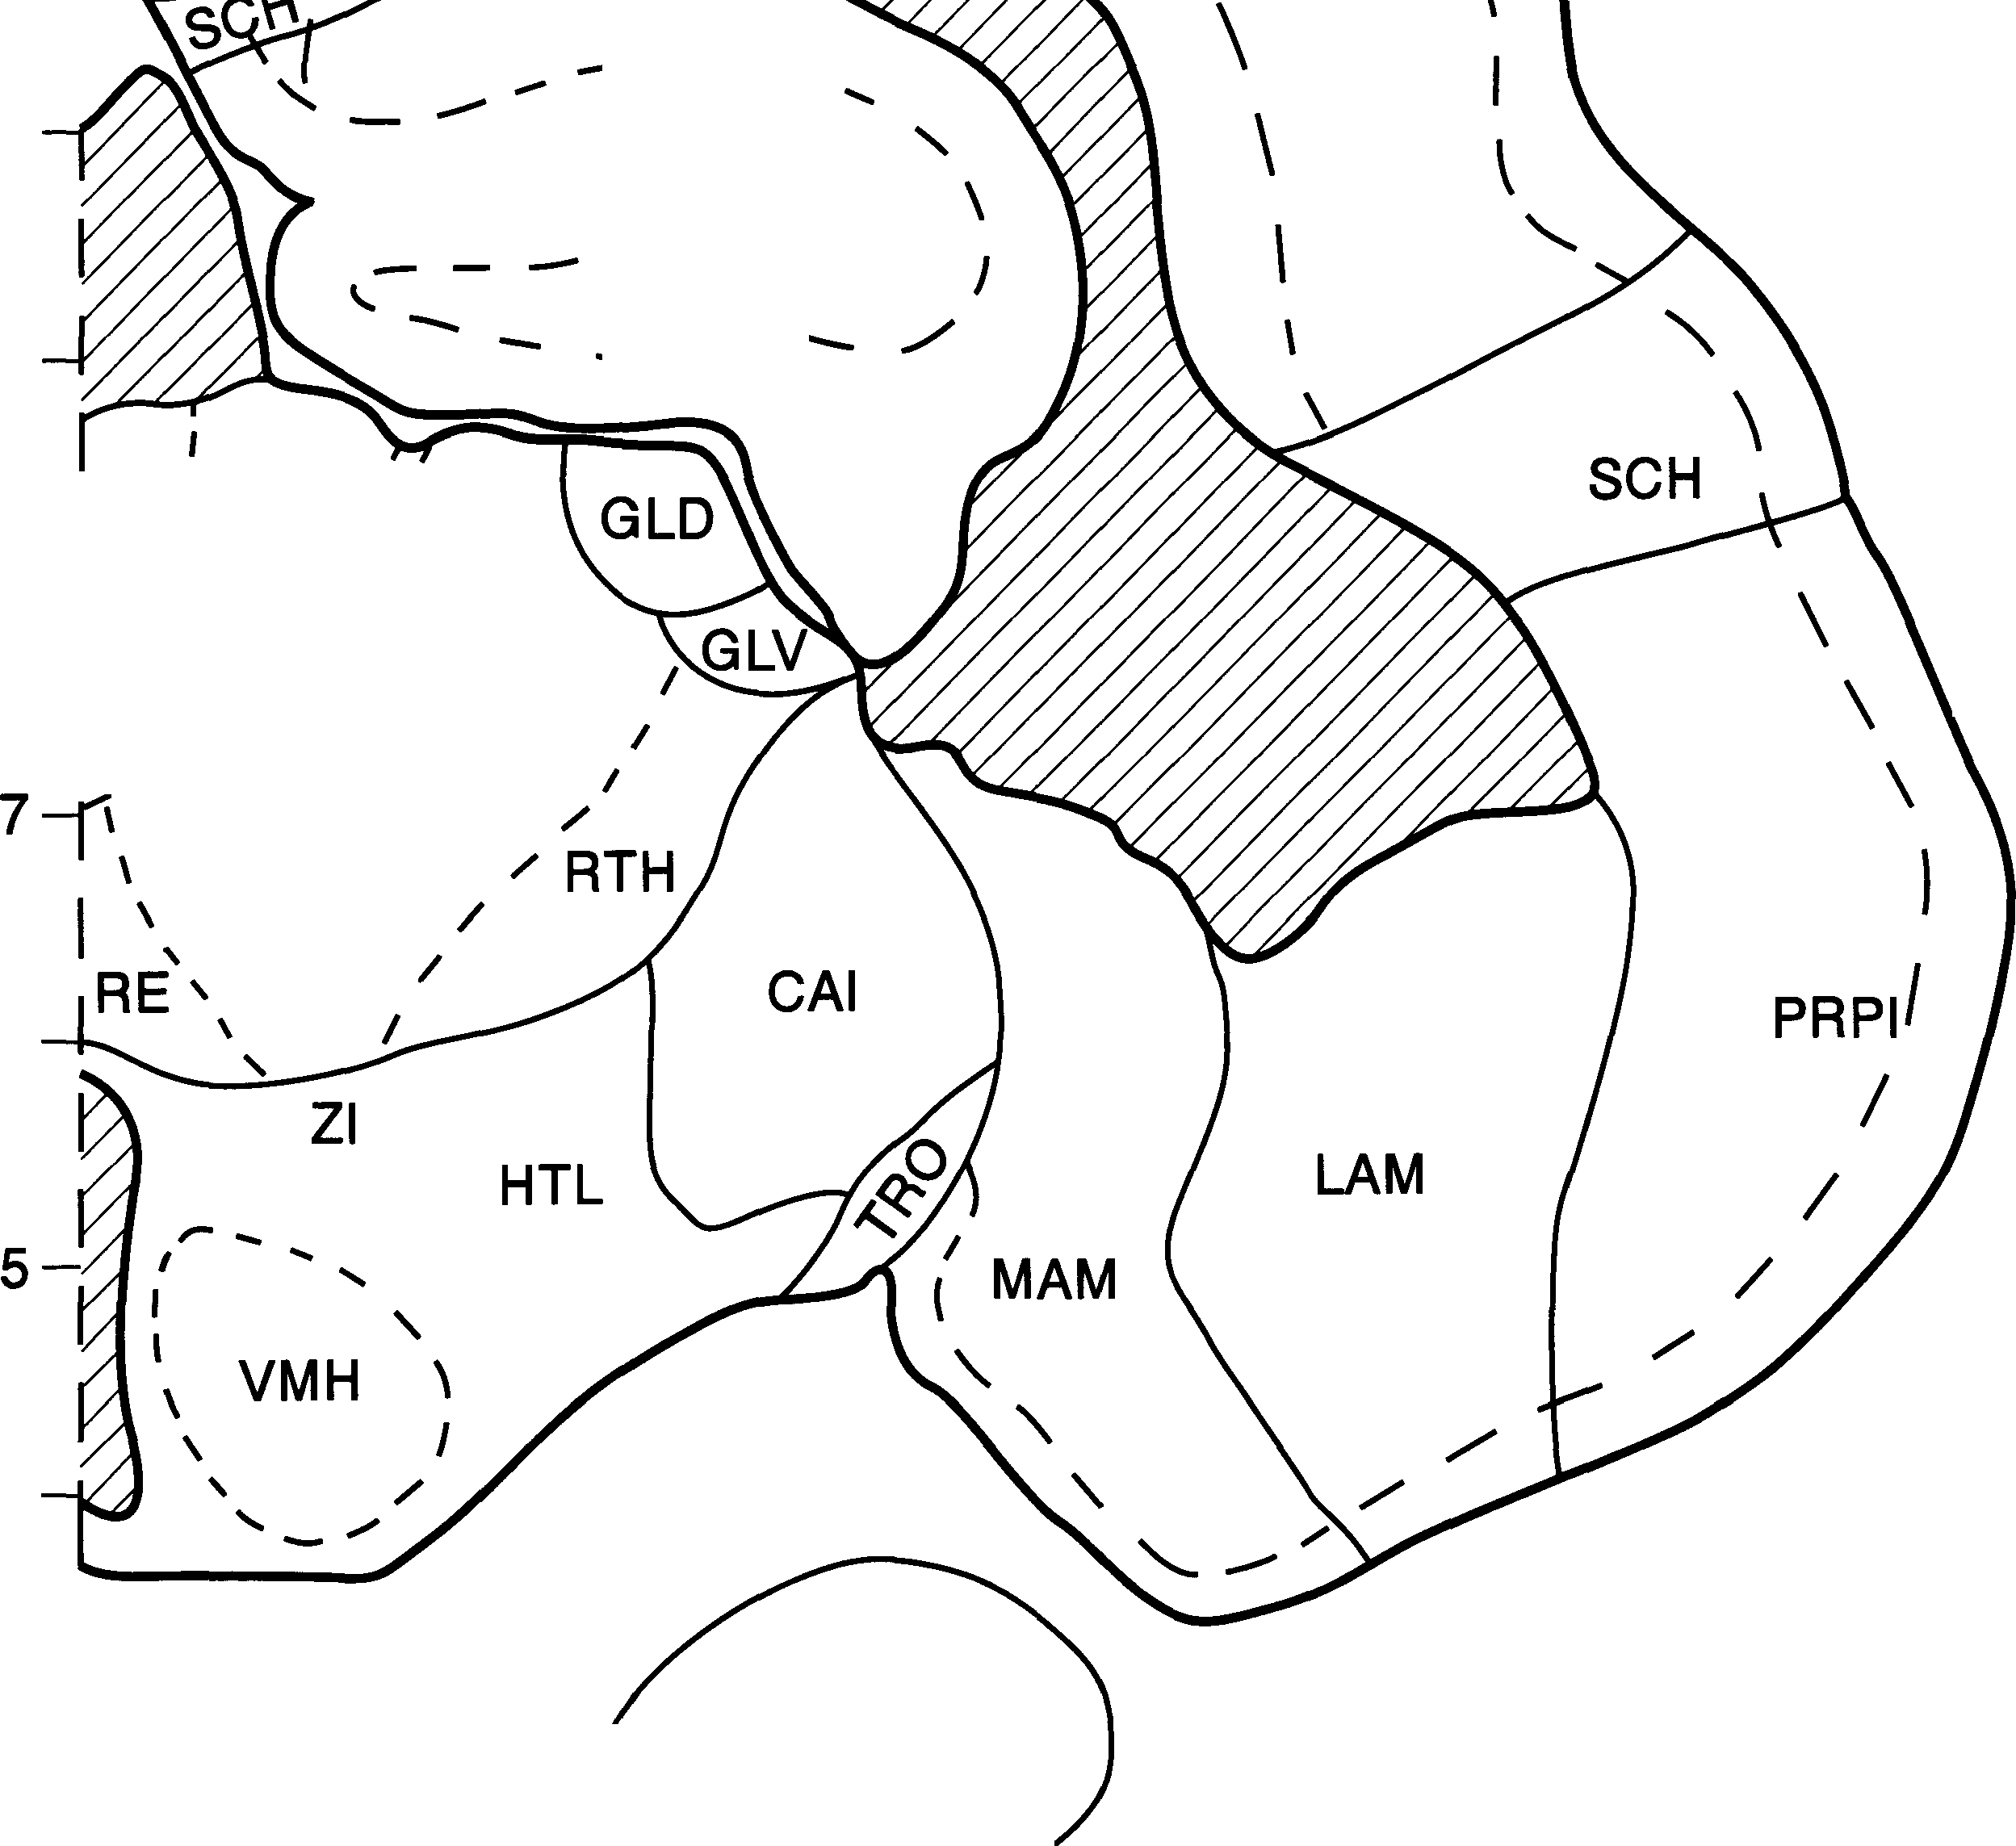 SCH
SCH
GLD
GLV
7
RTH
RE
CAI
PRPI
ZI
HTL
TRO
LAM
5
MAM
VMH